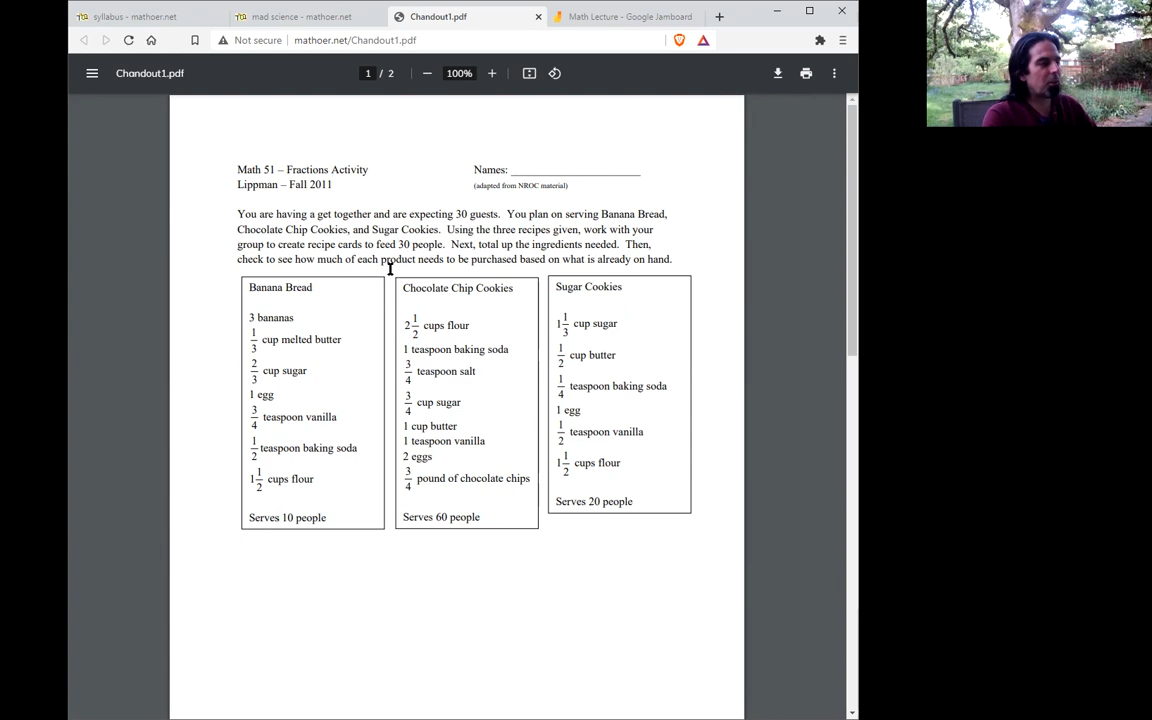 syllabus - mathoer.net
mad science - mathoer.net
Chandout1.pdf
Math Lecture - Google Jamboard
Not secure mathoer.net/Chandout1.pdf
Chandout1.pdf
1 / 2
100%
Math 51 – Fractions Activity
Names:
Lippman – Fall 2011
(adapted from NROC material)
You are having a get together and are expecting 30 guests. You plan on serving Banana Bread,
Chocolate Chip Cookies, and Sugar Cookies. Using the three recipes given, work with your
group to create recipe cards to feed 30 people. Next, total up the ingredients needed. Then,
check to see how much of each product needs to be purchased based on what is already on hand.
Banana Bread
3 bananas
1/3 cup melted butter
2/3 cup sugar
1 egg
3/4 teaspoon vanilla
1/2 teaspoon baking soda
1 1/2 cups flour
Serves 10 people
Chocolate Chip Cookies
2 1/2 cups flour
1 teaspoon baking soda
3/4 teaspoon salt
3/4 cup sugar
1 cup butter
1 teaspoon vanilla
2 eggs
3/4 pound of chocolate chips
Serves 60 people
Sugar Cookies
1 1/3 cup sugar
1/2 cup butter
1/4 teaspoon baking soda
1 egg
1/2 teaspoon vanilla
1 1/2 cups flour
Serves 20 people